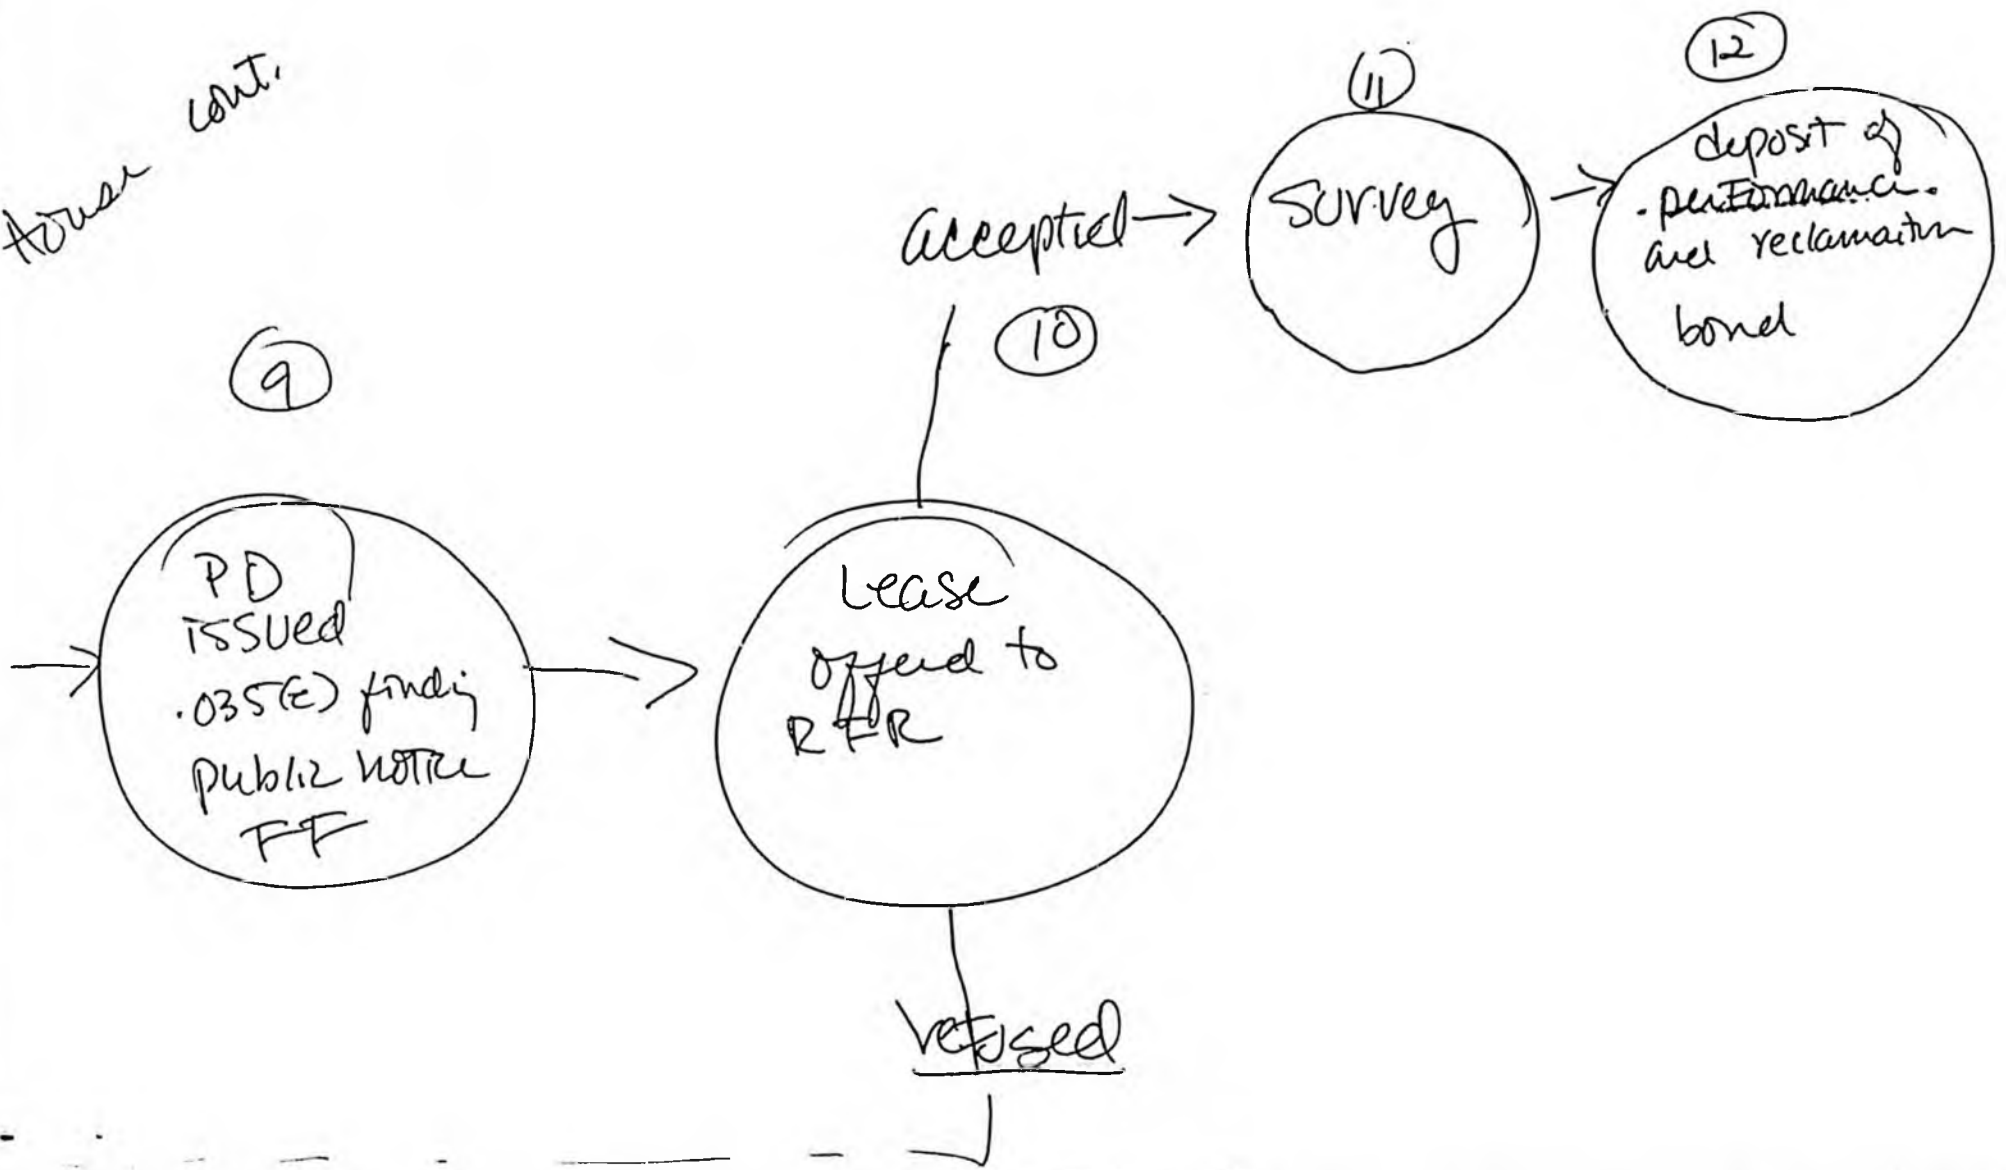 House cont.
9
PD
issued
.035(E) finding
public notice
FF
Lease
offered to
RFR
10
accepted
refused
11
Survey
12
deposit of
performance
and reclamation
bond